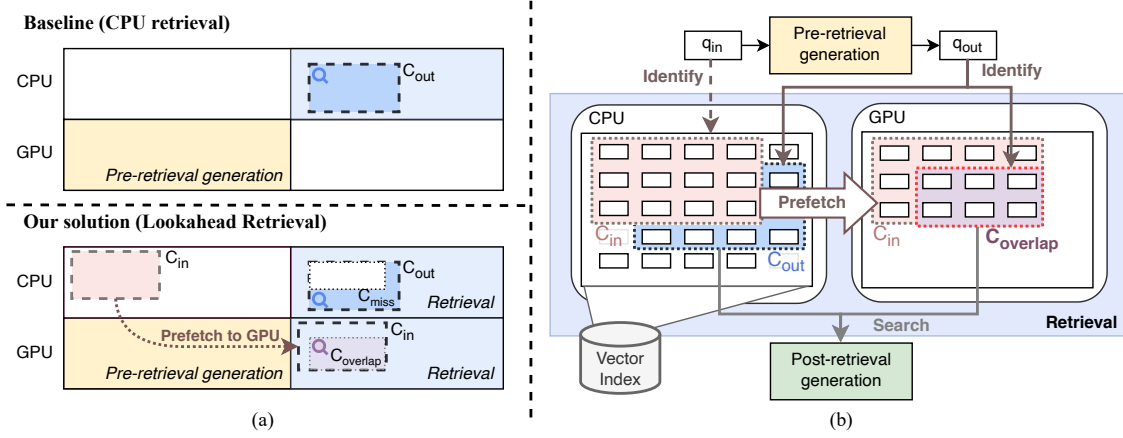 Baseline (CPU retrieval)
CPU
C_out
GPU
Pre-retrieval generation
Our solution (Lookahead Retrieval)
CPU
C_in
C_out
C_miss
Retrieval
Prefetch to GPU
GPU
C_in
C_overlap
Pre-retrieval generation
Retrieval
(a)
q_in
Pre-retrieval
generation
q_out
Identify
Identify
CPU
GPU
Prefetch
C_in
C_out
C_in
C_overlap
Search
Retrieval
Vector
Index
Post-retrieval
generation
(b)